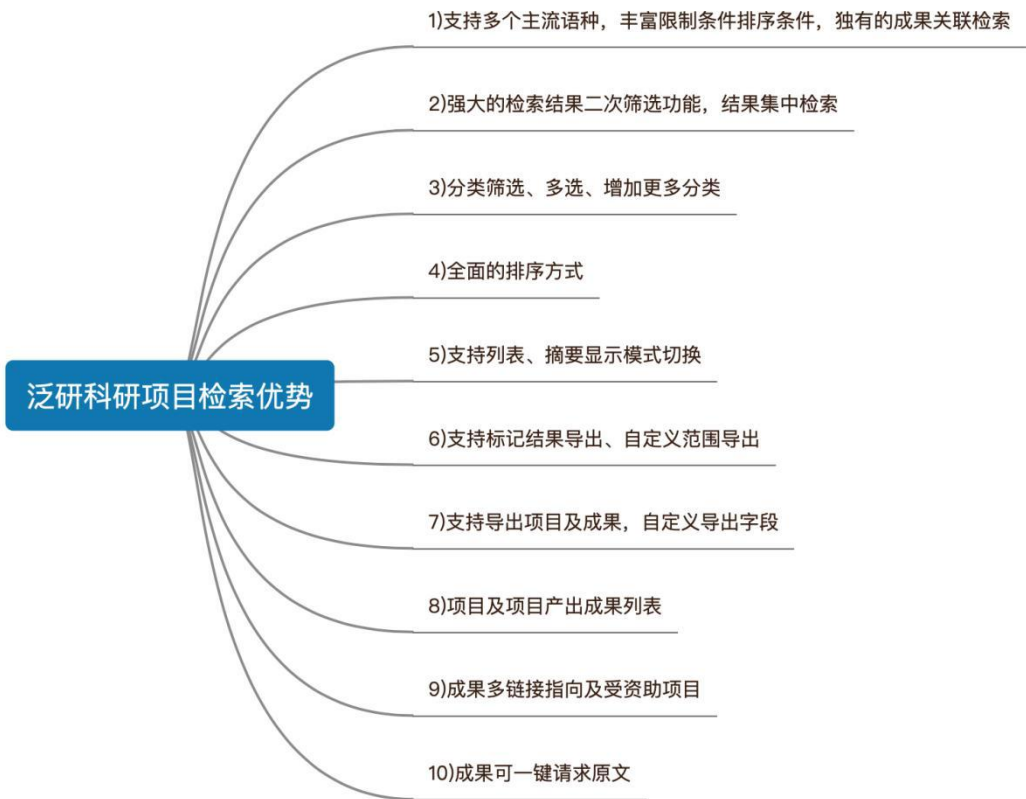 1)支持多个主流语种，丰富限制条件排序条件，独有的成果关联检索
2)强大的检索结果二次筛选功能，结果集中检索
3)分类筛选、多选、增加更多分类
4)全面的排序方式
5)支持列表、摘要显示模式切换
泛研科研项目检索优势
6)支持标记结果导出、自定义范围导出
7)支持导出项目及成果，自定义导出字段
8)项目及项目产出成果列表
9)成果多链接指向及受资助项目
10)成果可一键请求原文